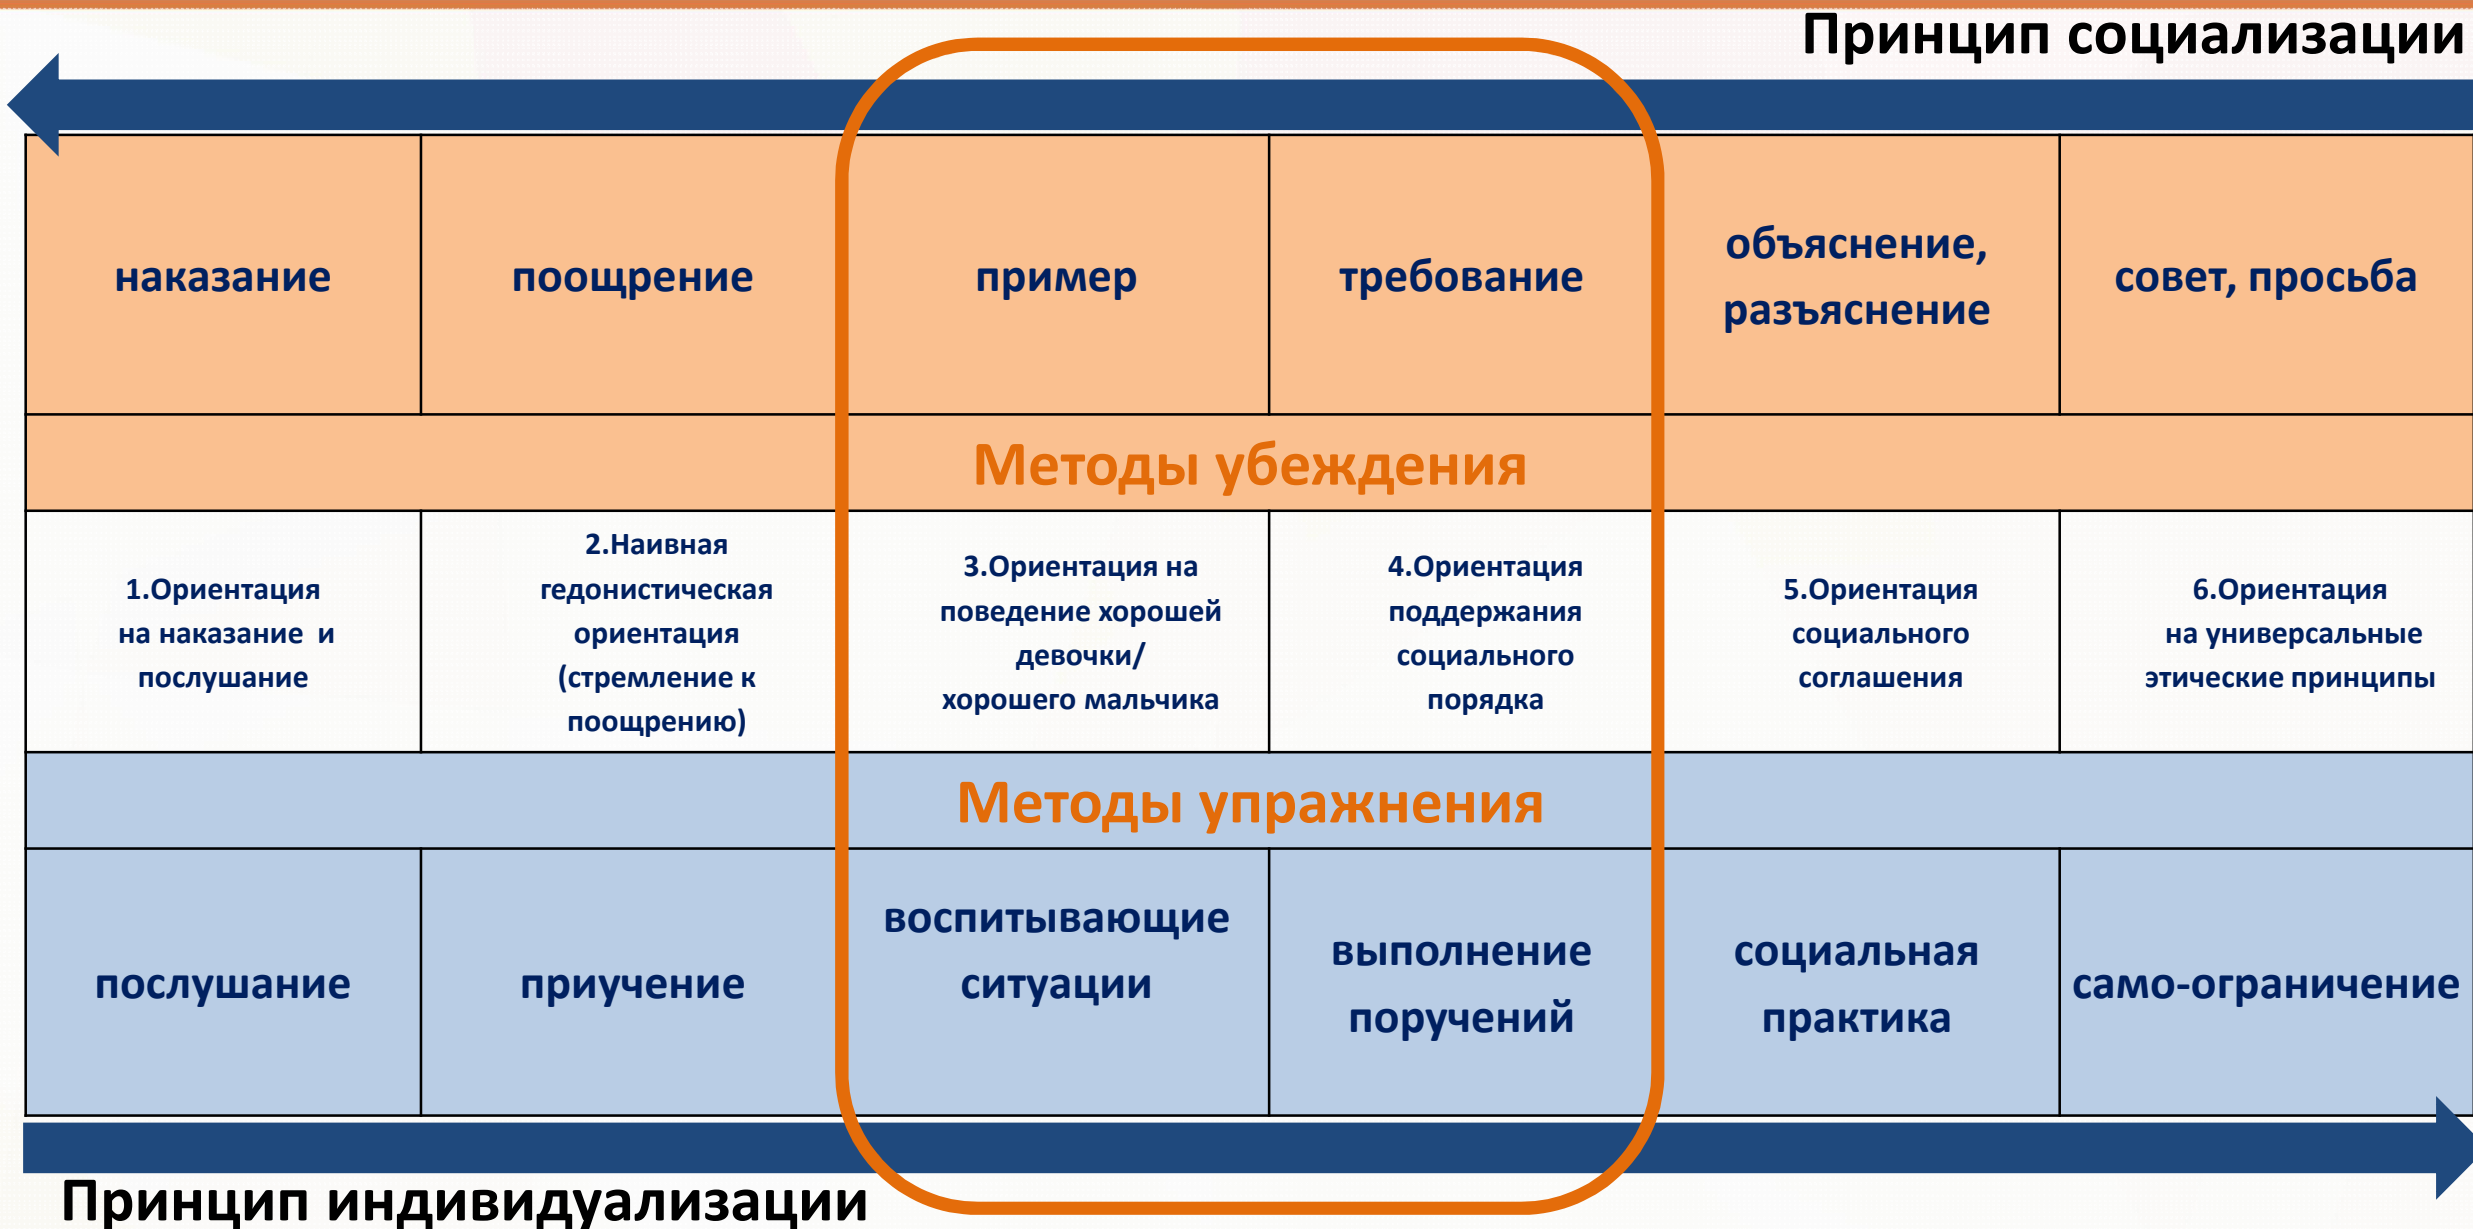 Принцип социализации
наказание
поощрение
пример
требование
объяснение,
разъяснение
совет, просьба
Методы убеждения
1.Ориентация
на наказание и
послушание
2.Наивная
гедонистическая
ориентация
(стремление к
поощрению)
3.Ориентация на
поведение хорошей
девочки/
хорошего мальчика
4.Ориентация
поддержания
социального
порядка
5.Ориентация
социального
соглашения
6.Ориентация
на универсальные
этические принципы
Методы упражнения
послушание
приучение
воспитывающие
ситуации
выполнение
поручений
социальная
практика
само-ограничение
Принцип индивидуализации